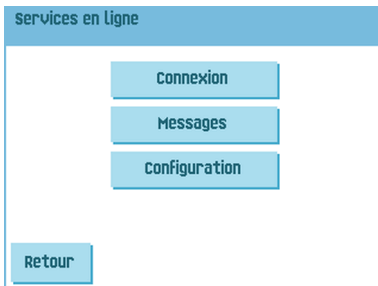 Services en ligne
Connexion
Messages
Configuration
Retour